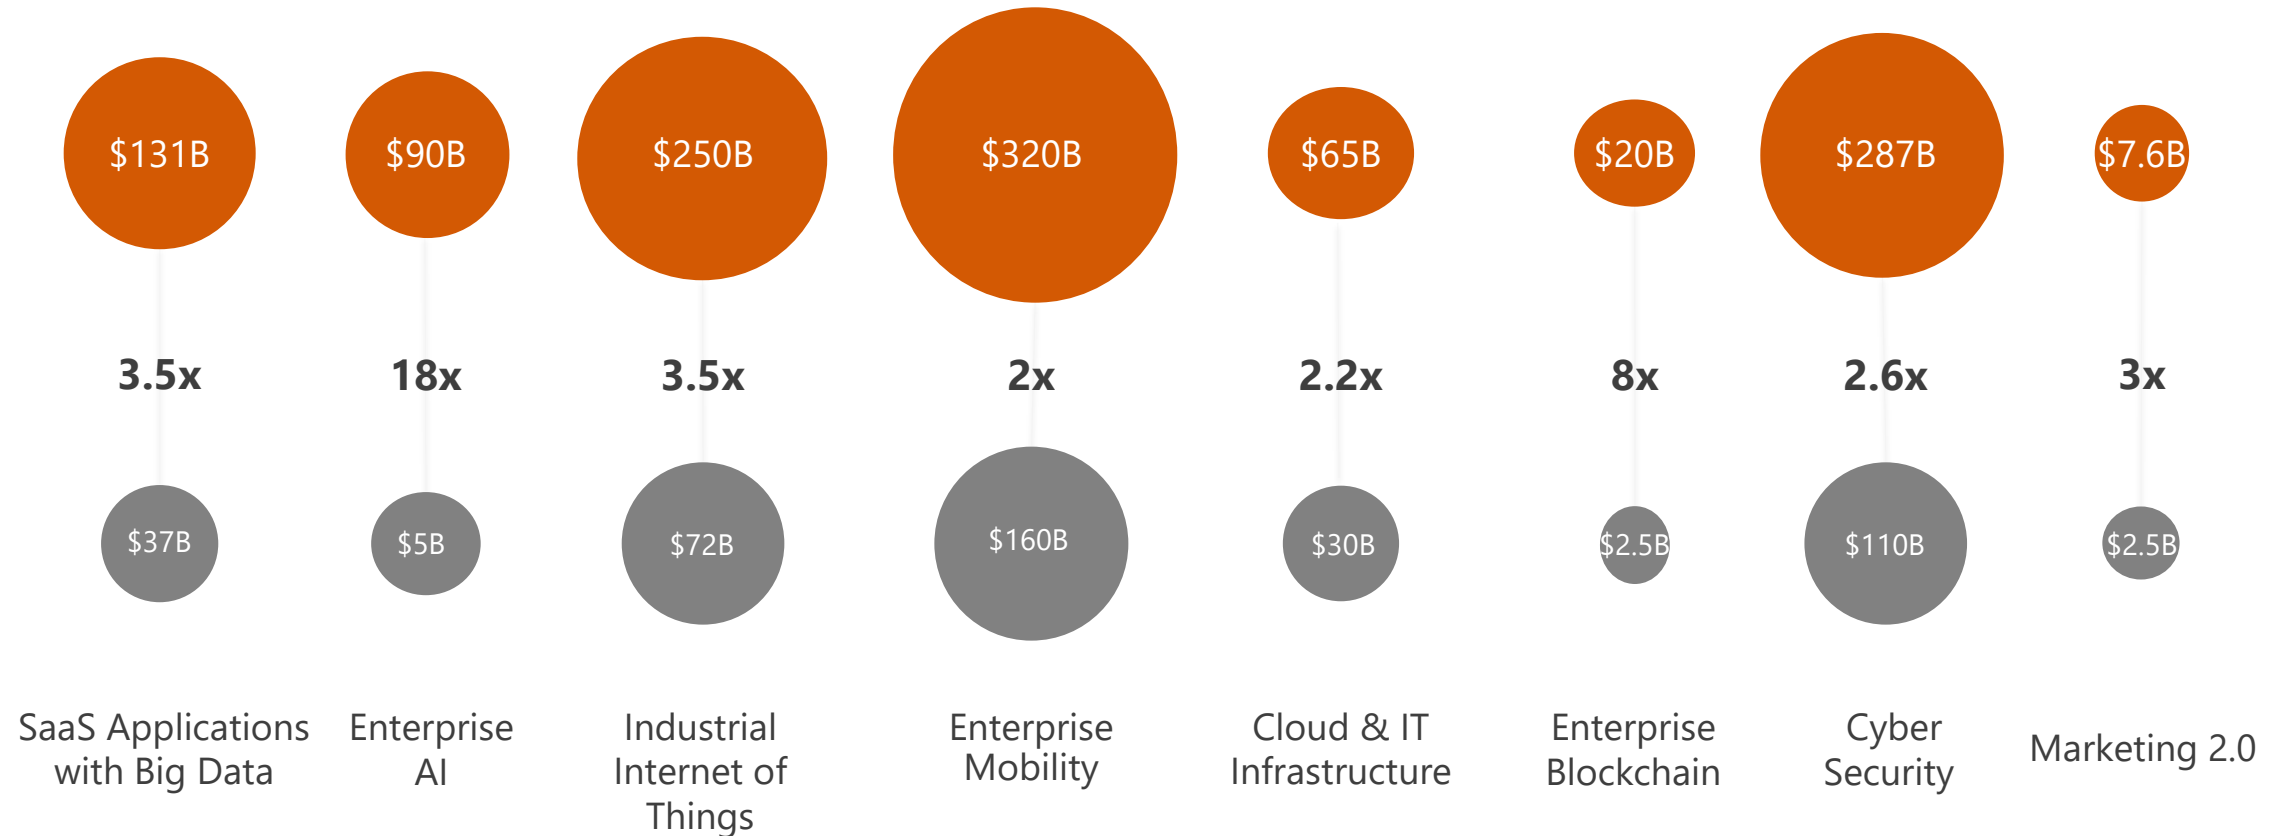 $131B
$90B
$250B
$320B
$65B
$20B
$287B
$7.6B
3.5x
18x
3.5x
2x
2.2x
8x
2.6x
3x
$37B
$5B
$72B
$160B
$30B
$2.5B
$110B
$2.5B
SaaS Applications
with Big Data
Enterprise
AI
Industrial
Internet of
Things
Enterprise
Mobility
Cloud & IT
Infrastructure
Enterprise
Blockchain
Cyber
Security
Marketing 2.0